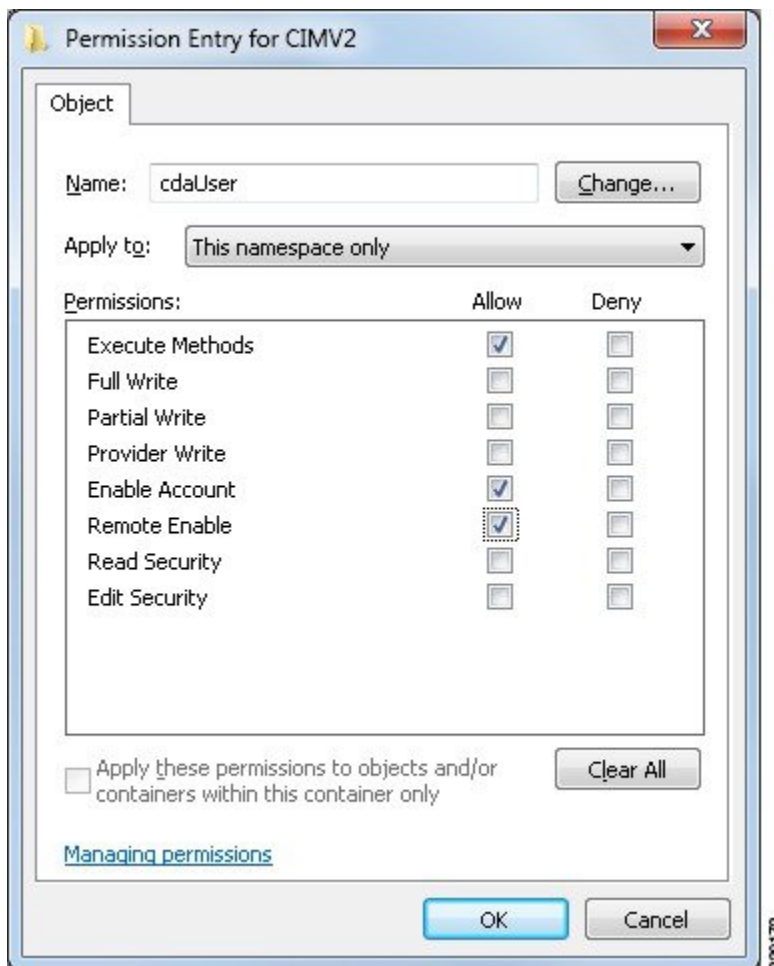 Permission Entry for CIMV2
Object
Name: cdaUser Change...
Apply to: This namespace only
Permissions: Allow Deny
Execute Methods
Full Write
Partial Write
Provider Write
Enable Account
Remote Enable
Read Security
Edit Security
Apply these permissions to objects and/or
containers within this container only
Clear All
Managing permissions
OK Cancel